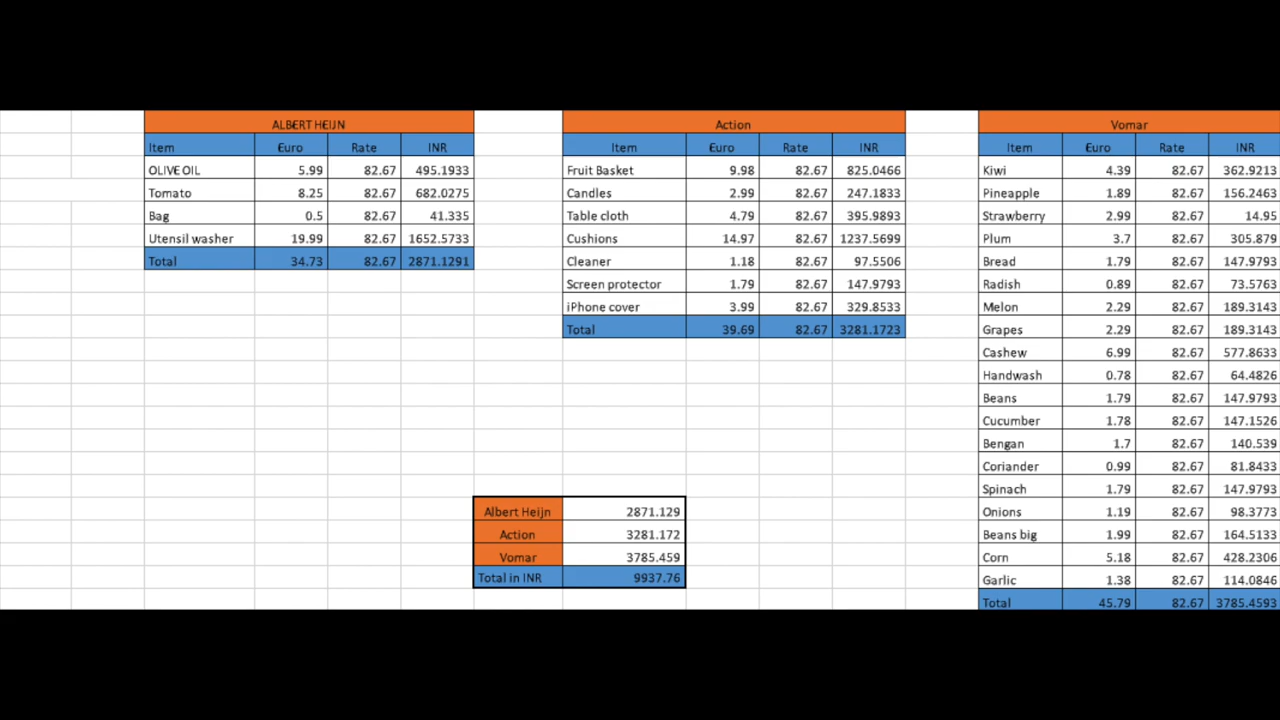 ALBERT HEIJN
Item Euro Rate INR
OLIVE OIL 5.99 82.67 495.1933
Tomato 8.25 82.67 682.0275
Bag 0.5 82.67 41.335
Utensil washer 19.99 82.67 1652.5733
Total 34.73 82.67 2871.1291
Action
Item Euro Rate INR
Fruit Basket 9.98 82.67 825.0466
Candles 2.99 82.67 247.1833
Table cloth 4.79 82.67 395.9893
Cushions 14.97 82.67 1237.5699
Cleaner 1.18 82.67 97.5506
Screen protector 1.79 82.67 147.9793
iPhone cover 3.99 82.67 329.8533
Total 39.69 82.67 3281.1723
Vomar
Item Euro Rate INR
Kiwi 4.39 82.67 362.9213
Pineapple 1.89 82.67 156.2463
Strawberry 2.99 82.67 14.95
Plum 3.7 82.67 305.879
Bread 1.79 82.67 147.9793
Radish 0.89 82.67 73.5763
Melon 2.29 82.67 189.3143
Grapes 2.29 82.67 189.3143
Cashew 6.99 82.67 577.8633
Handwash 0.78 82.67 64.4826
Beans 1.79 82.67 147.9793
Cucumber 1.78 82.67 147.1526
Bengan 1.7 82.67 140.539
Coriander 0.99 82.67 81.8433
Spinach 1.79 82.67 147.9793
Onions 1.19 82.67 98.3773
Beans big 1.99 82.67 164.5133
Corn 5.18 82.67 428.2306
Garlic 1.38 82.67 114.0846
Total 45.79 82.67 3785.4593
Albert Heijn 2871.129
Action 3281.172
Vomar 3785.459
Total in INR 9937.76